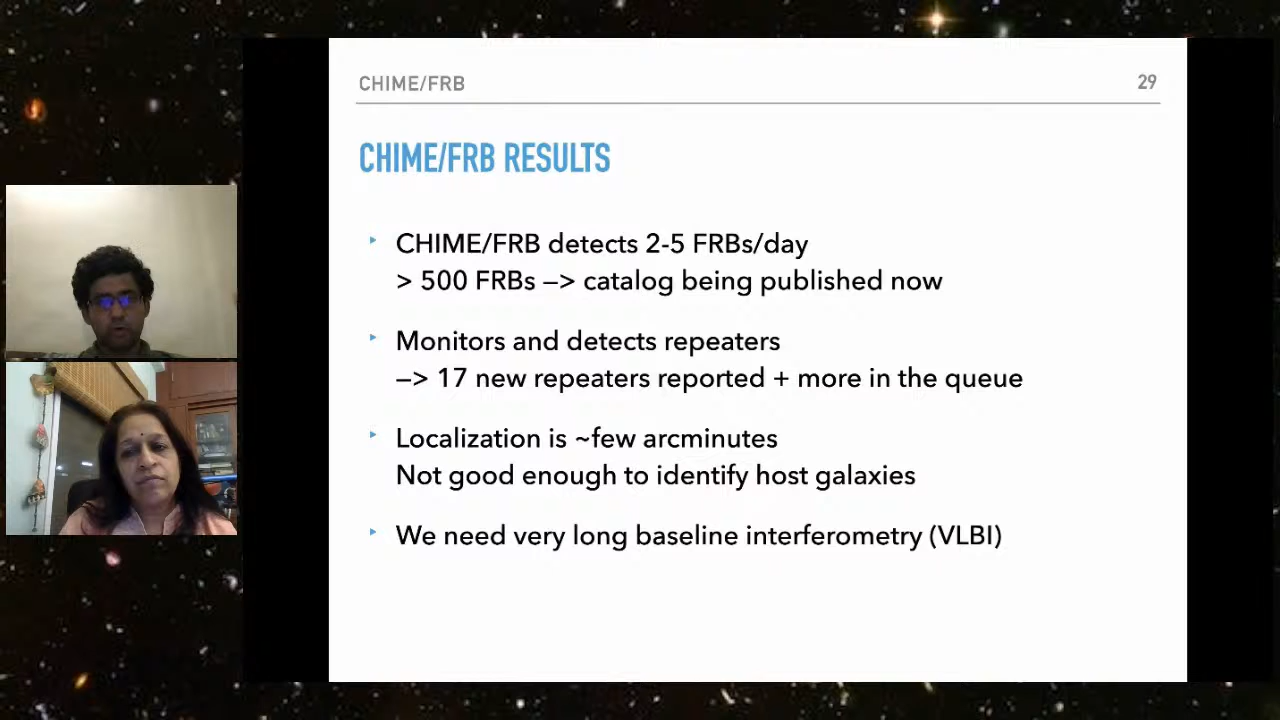 CHIME/FRB
29
CHIME/FRB RESULTS
‣ CHIME/FRB detects 2-5 FRBs/day
> 500 FRBs —> catalog being published now
‣ Monitors and detects repeaters
—> 17 new repeaters reported + more in the queue
‣ Localization is ~few arcminutes
Not good enough to identify host galaxies
‣ We need very long baseline interferometry (VLBI)